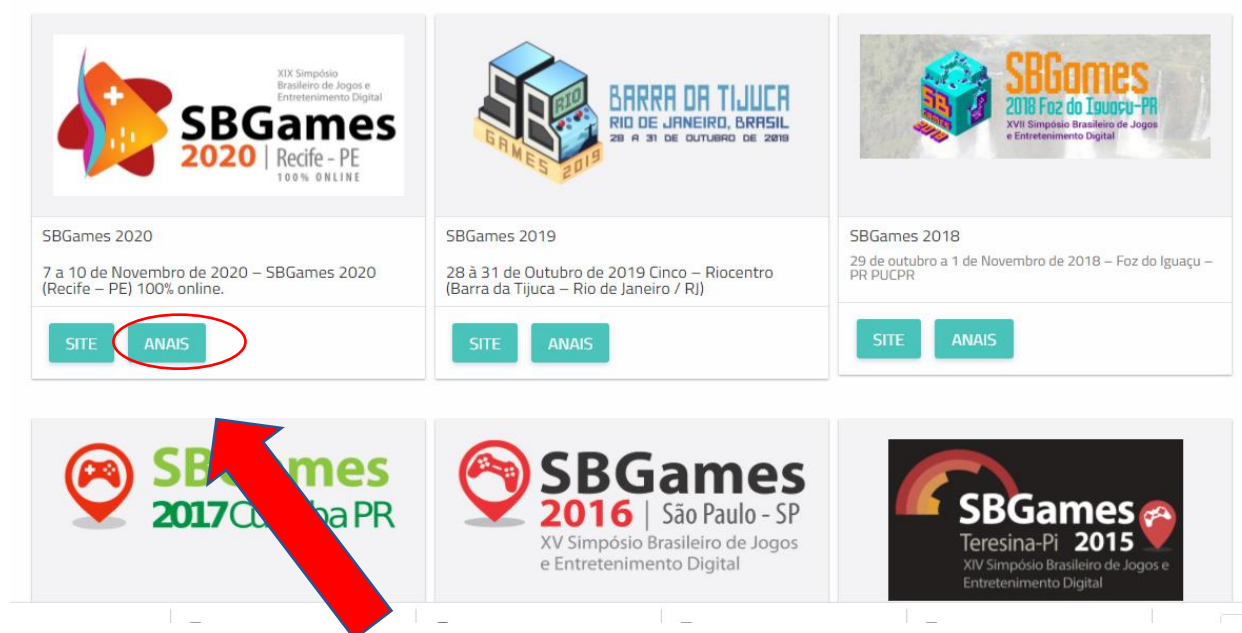 XIX Simpósio
Brasileiro de Jogos e
Entretenimento Digital
SBGames
2020 | Recife - PE
100% ONLINE
SBGames 2020
7 a 10 de Novembro de 2020 – SBGames 2020
(Recife – PE) 100% online.
SITE
ANAIS
SB RIO
GAMES 2019
BARRA DA TIJUCA
RIO DE JANEIRO, BRASIL
28 A 31 DE OUTUBRO DE 2019
SBGames 2019
28 à 31 de Outubro de 2019 Cinco – Riocentro
(Barra da Tijuca – Rio de Janeiro / RJ)
SITE
ANAIS
SB
GAMES
2018
SBGames
2018 Foz do Iguaçu-PR
XVII Simpósio Brasileiro de Jogos
e Entretenimento Digital
SBGames 2018
29 de outubro a 1 de Novembro de 2018 – Foz do Iguaçu –
PR PUCPR
SITE
ANAIS
SB mes
2017 PR
SBGames
2016 | São Paulo - SP
XV Simpósio Brasileiro de Jogos
e Entretenimento Digital
SBGames
Teresina-Pi 2015
XIV Simpósio Brasileiro de Jogos e
Entretenimento Digital